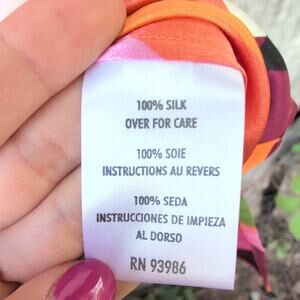 100% SILK
OVER FOR CARE
100% SOIE
INSTRUCTIONS AU REVERS
100% SEDA
INSTRUCCIONES DE IMPIEZA
AL DORSO
RN 93986